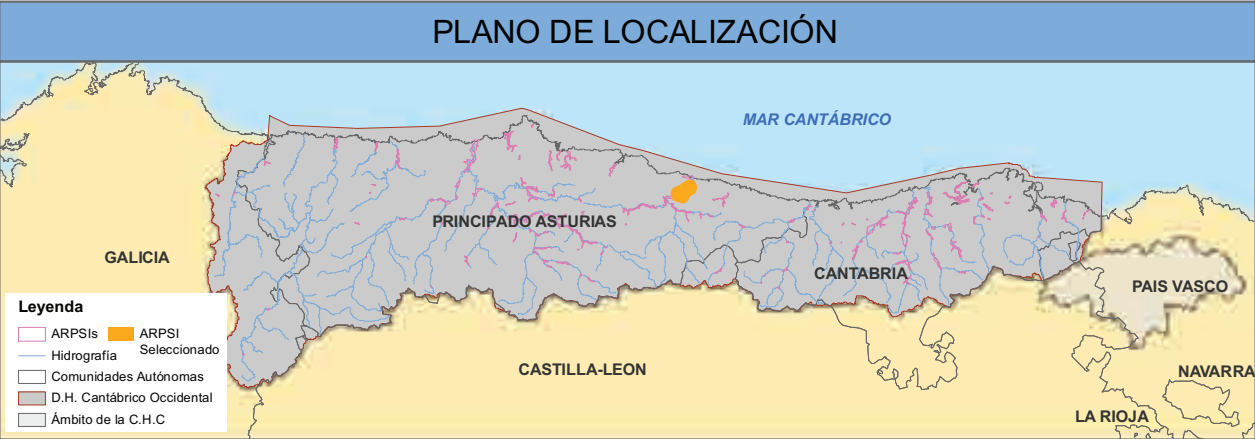 PLANO DE LOCALIZACIÓN
MAR CANTÁBRICO
PRINCIPADO ASTURIAS
GALICIA
CANTABRIA
PAIS VASCO
CASTILLA-LEON
NAVARRA
LA RIOJA
Leyenda
ARPSIs
ARPSI
Seleccionado
Hidrografía
Comunidades Autónomas
D.H. Cantábrico Occidental
Ámbito de la C.H.C